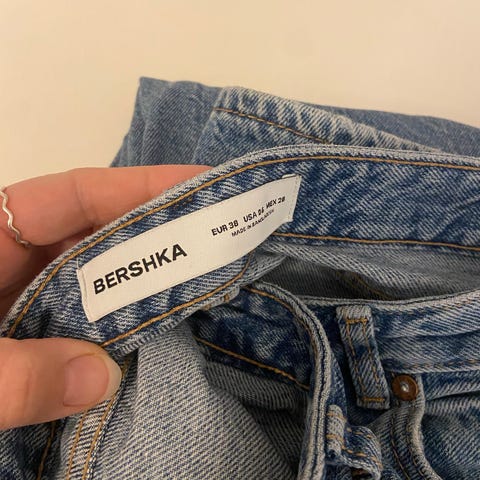 BERSHKA
EUR 38 USA 06 MEX 28
MADE IN BANGLADESH